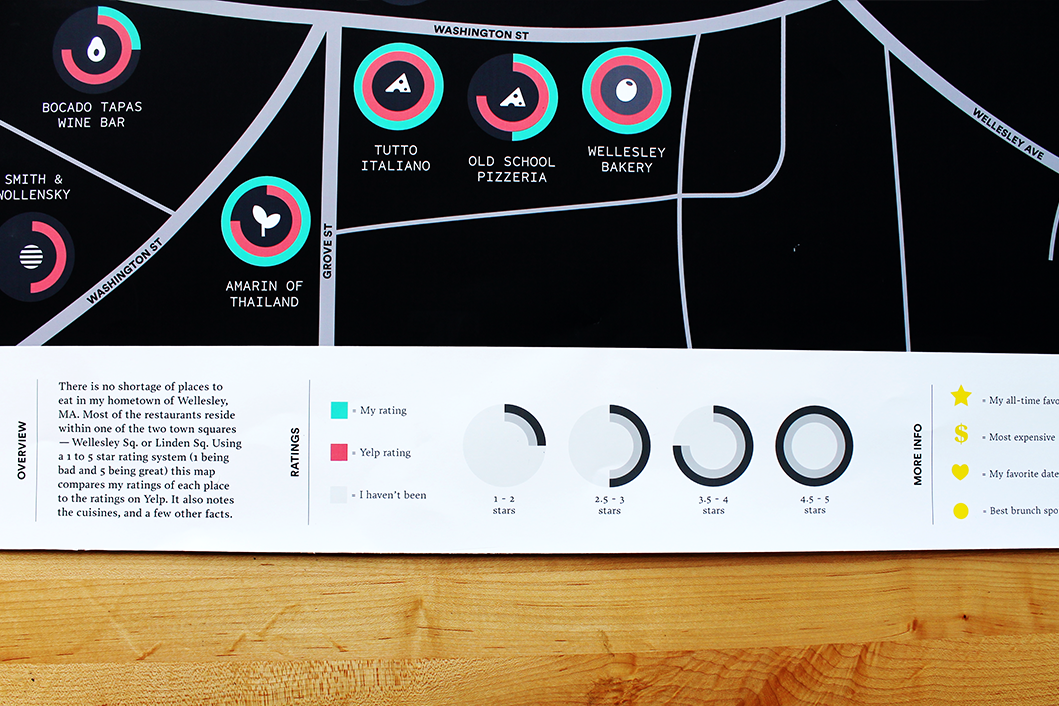 WASHINGTON ST
BOCADO TAPAS
WINE BAR
TUTTO
ITALIANO
OLD SCHOOL
PIZZERIA
WELLESLEY
BAKERY
WELLESLEY AVE
SMITH &
WOLLENSKY
WASHINGTON ST
GROVE ST
AMARIN OF
THAILAND
OVERVIEW
There is no shortage of places to
eat in my hometown of Wellesley,
MA. Most of the restaurants reside
within one of the two town squares
— Wellesley Sq. or Linden Sq. Using
a 1 to 5 star rating system (1 being
bad and 5 being great) this map
compares my ratings of each place
to the ratings on Yelp. It also notes
the cuisines, and a few other facts.
RATINGS
= My rating
= Yelp rating
= I haven't been
1 - 2
stars
2.5 - 3
stars
3.5 - 4
stars
4.5 - 5
stars
MORE INFO
= My all-time favo
$ = Most expensive
= My favorite date
= Best brunch spo